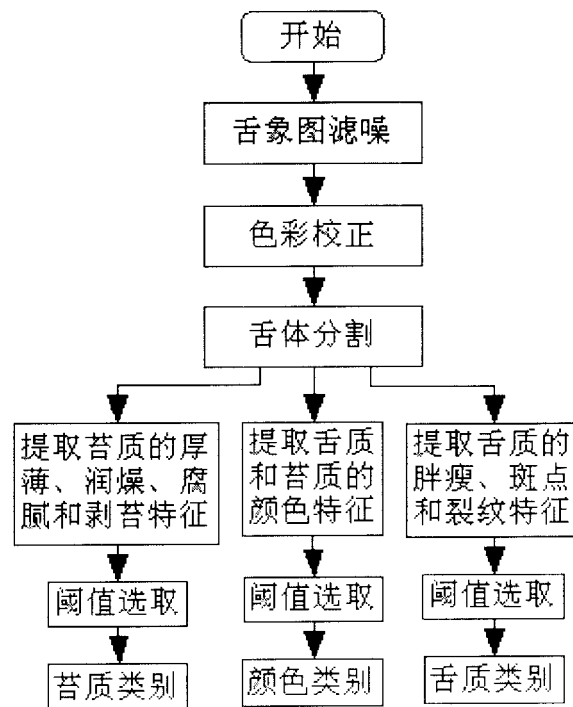 开始
舌象图滤噪
色彩校正
舌体分割
提取苔质的厚
薄、润燥、腐
腻和剥苔特征
提取舌质
和苔质的
颜色特征
提取舌质的
胖瘦、斑点
和裂纹特征
阈值选取
阈值选取
阈值选取
苔质类别
颜色类别
舌质类别